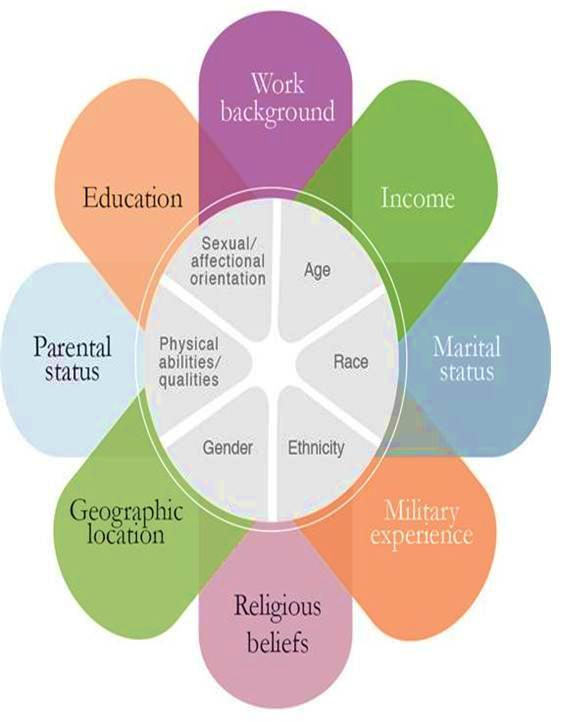 Work
background
Education
Income
Sexual/
affectional
orientation
Age
Parental
status
Physical
abilities/
qualities
Race
Marital
status
Gender
Ethnicity
Geographic
location
Military
experience
Religious
beliefs